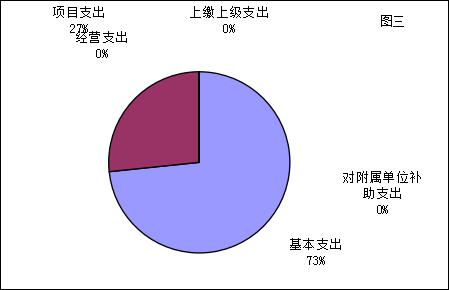 项目支出
27%
经营支出
0%
上缴上级支出
0%
图三
对附属单位补
助支出
0%
基本支出
73%